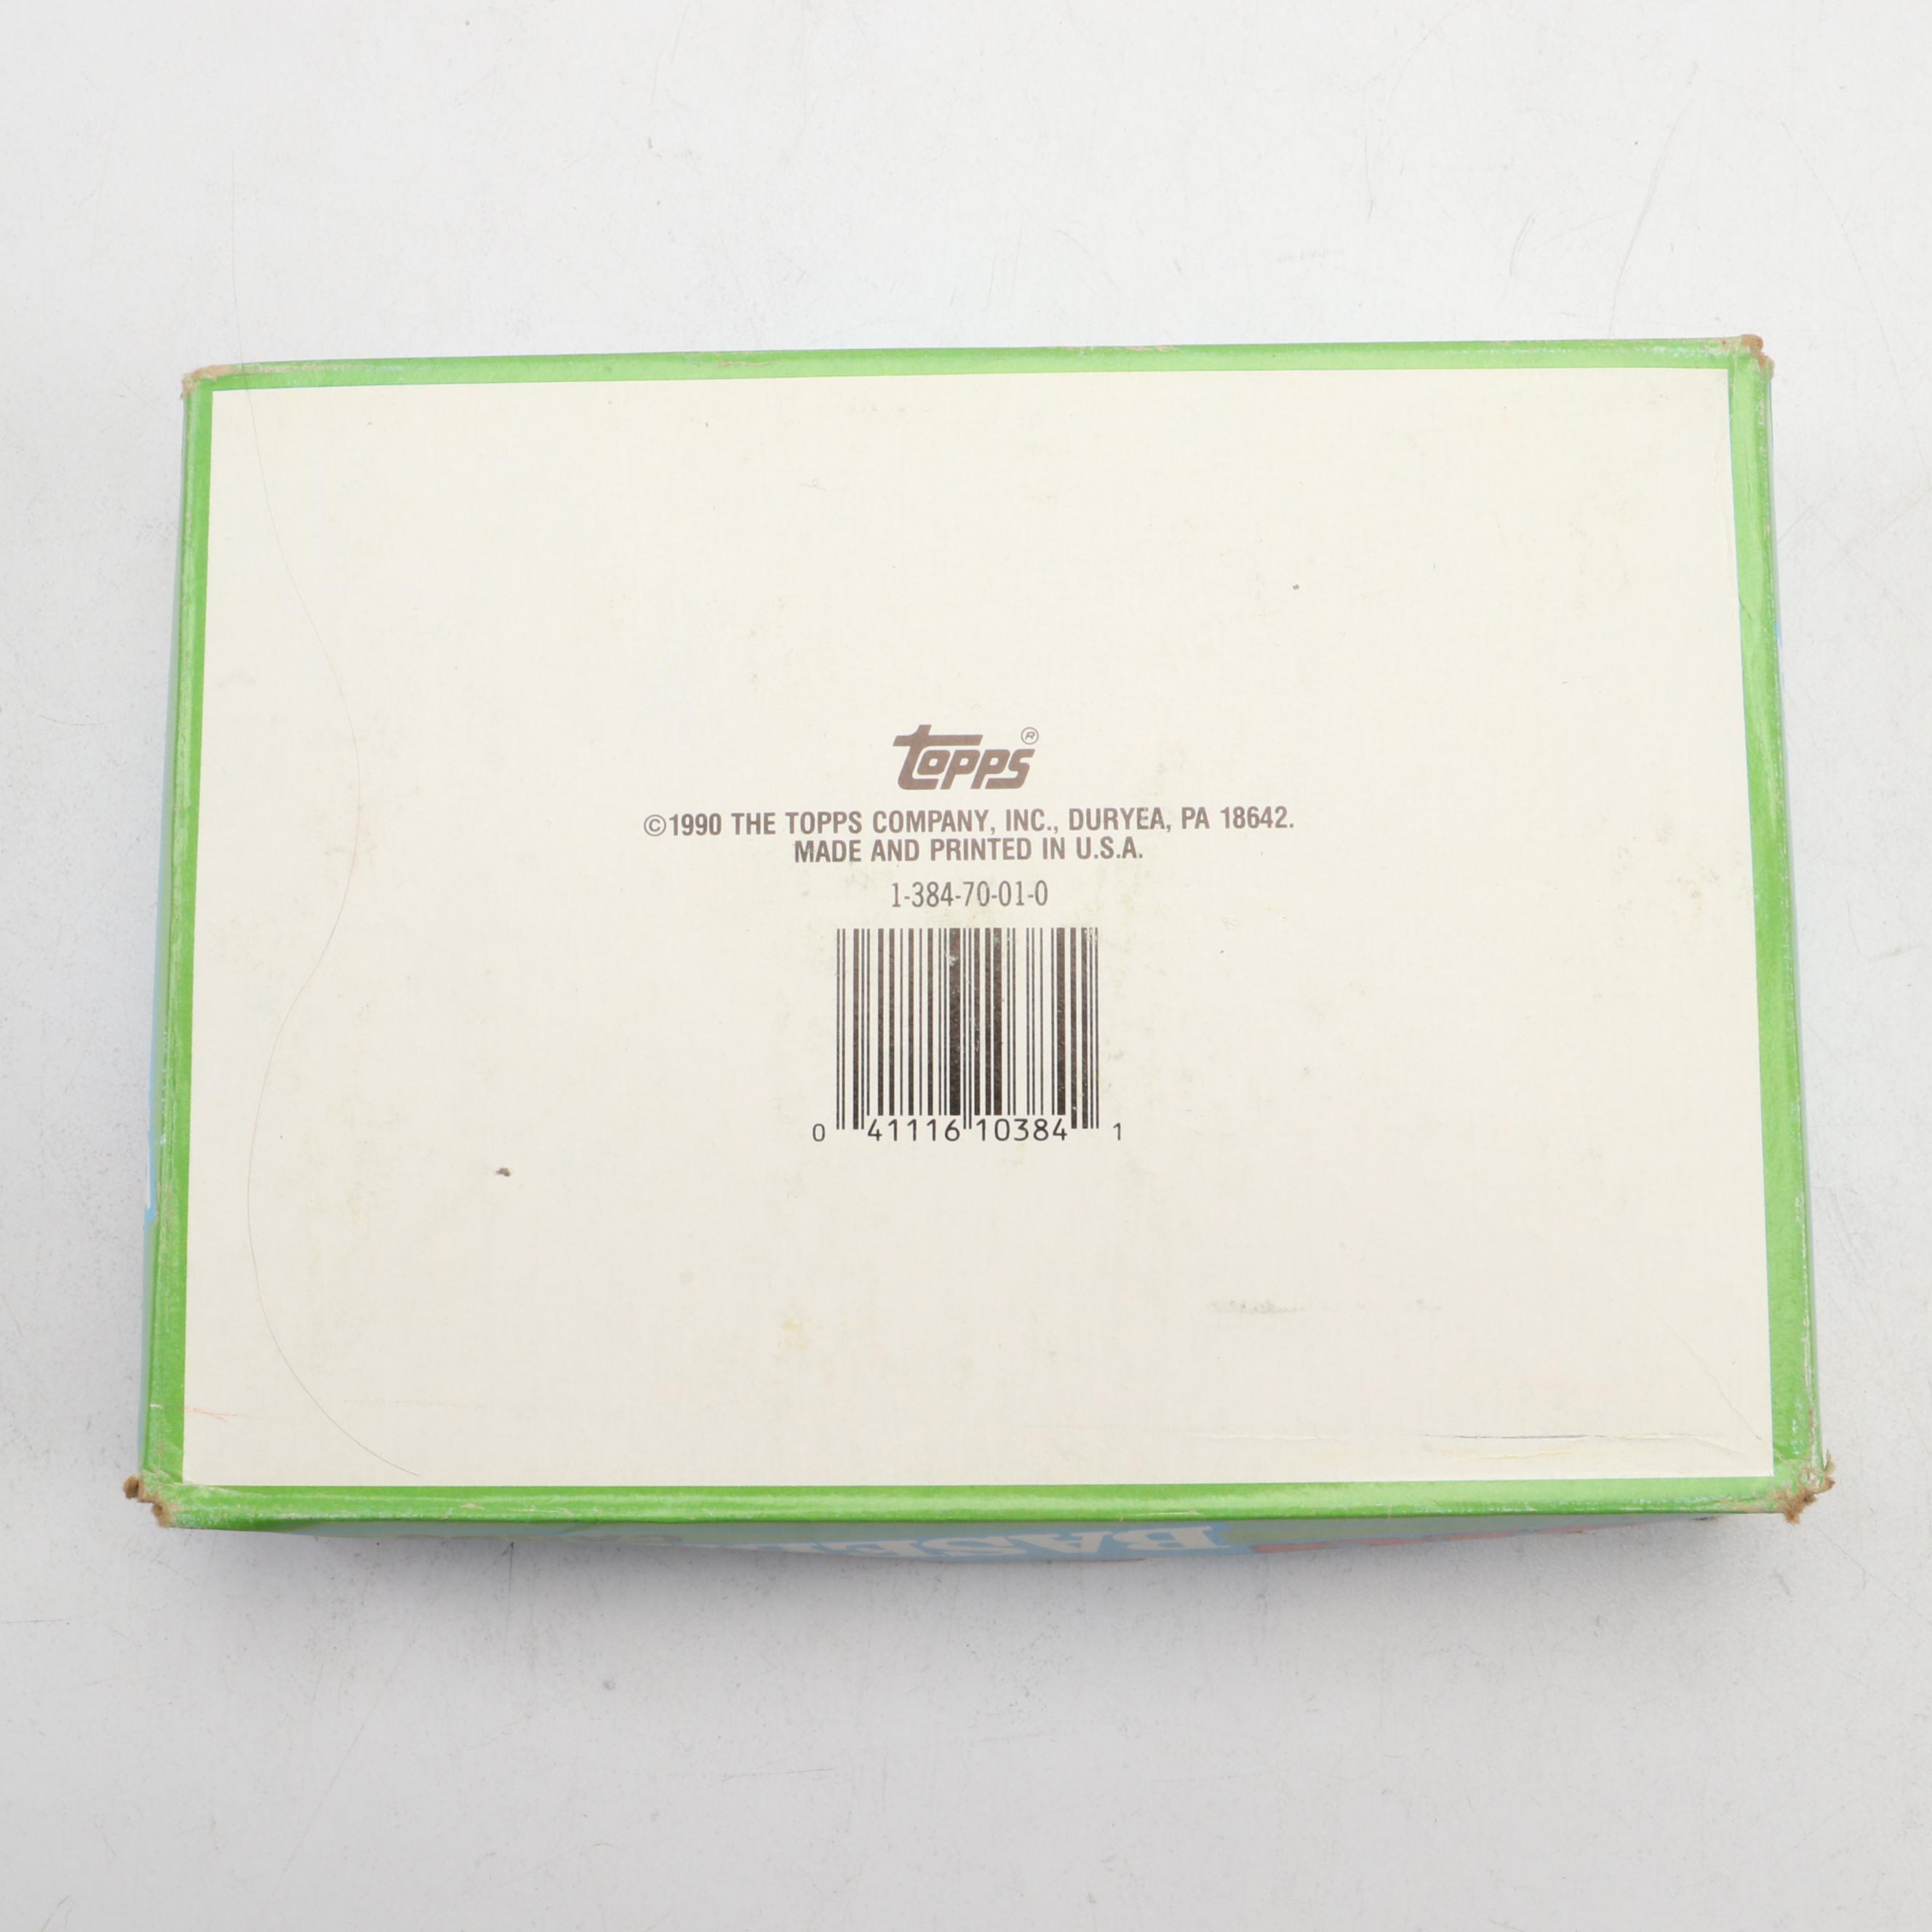 topps®
©1990 THE TOPPS COMPANY, INC., DURYEA, PA 18642.
MADE AND PRINTED IN U.S.A.
1-384-70-01-0
0 41116 10384 1